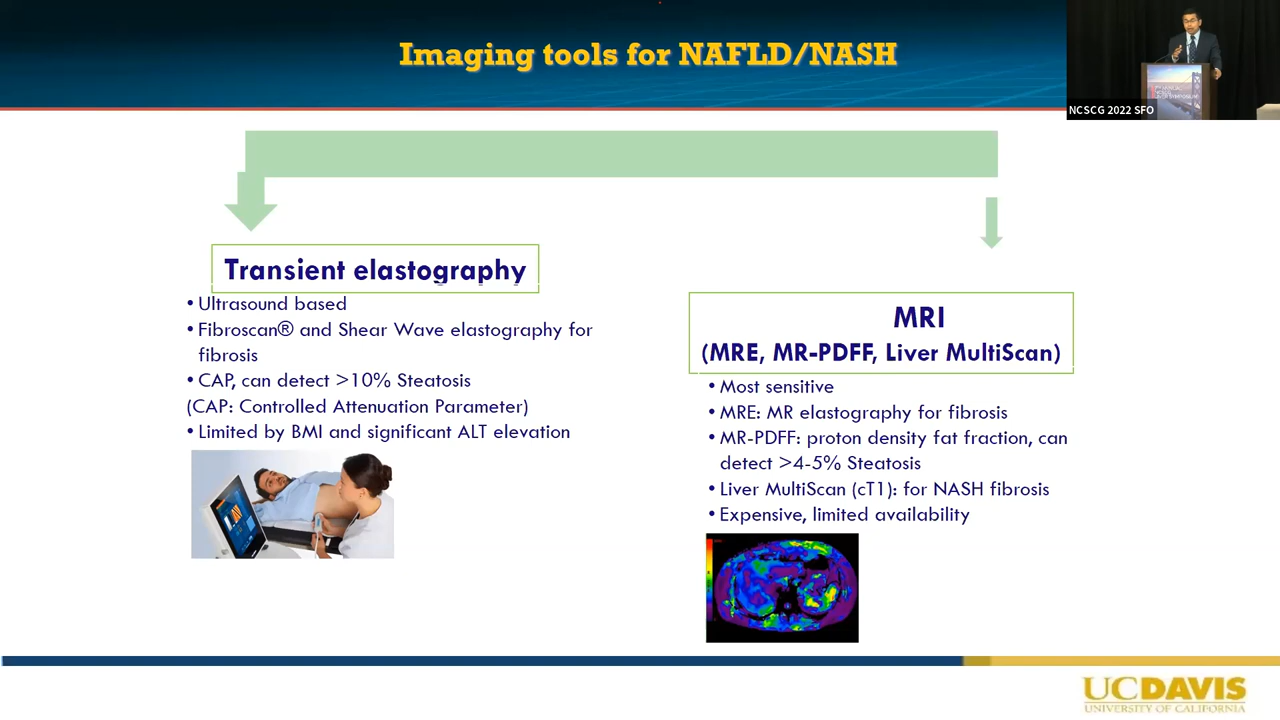 Imaging tools for NAFLD/NASH
NCSCG 2022 SFO
Transient elastography
• Ultrasound based
• Fibroscan® and Shear Wave elastography for
fibrosis
• CAP, can detect >10% Steatosis
(CAP: Controlled Attenuation Parameter)
• Limited by BMI and significant ALT elevation
MRI
(MRE, MR-PDFF, Liver MultiScan)
• Most sensitive
• MRE: MR elastography for fibrosis
• MR-PDFF: proton density fat fraction, can
detect >4-5% Steatosis
• Liver MultiScan (cT1): for NASH fibrosis
• Expensive, limited availability
UCDAVIS
UNIVERSITY OF CALIFORNIA